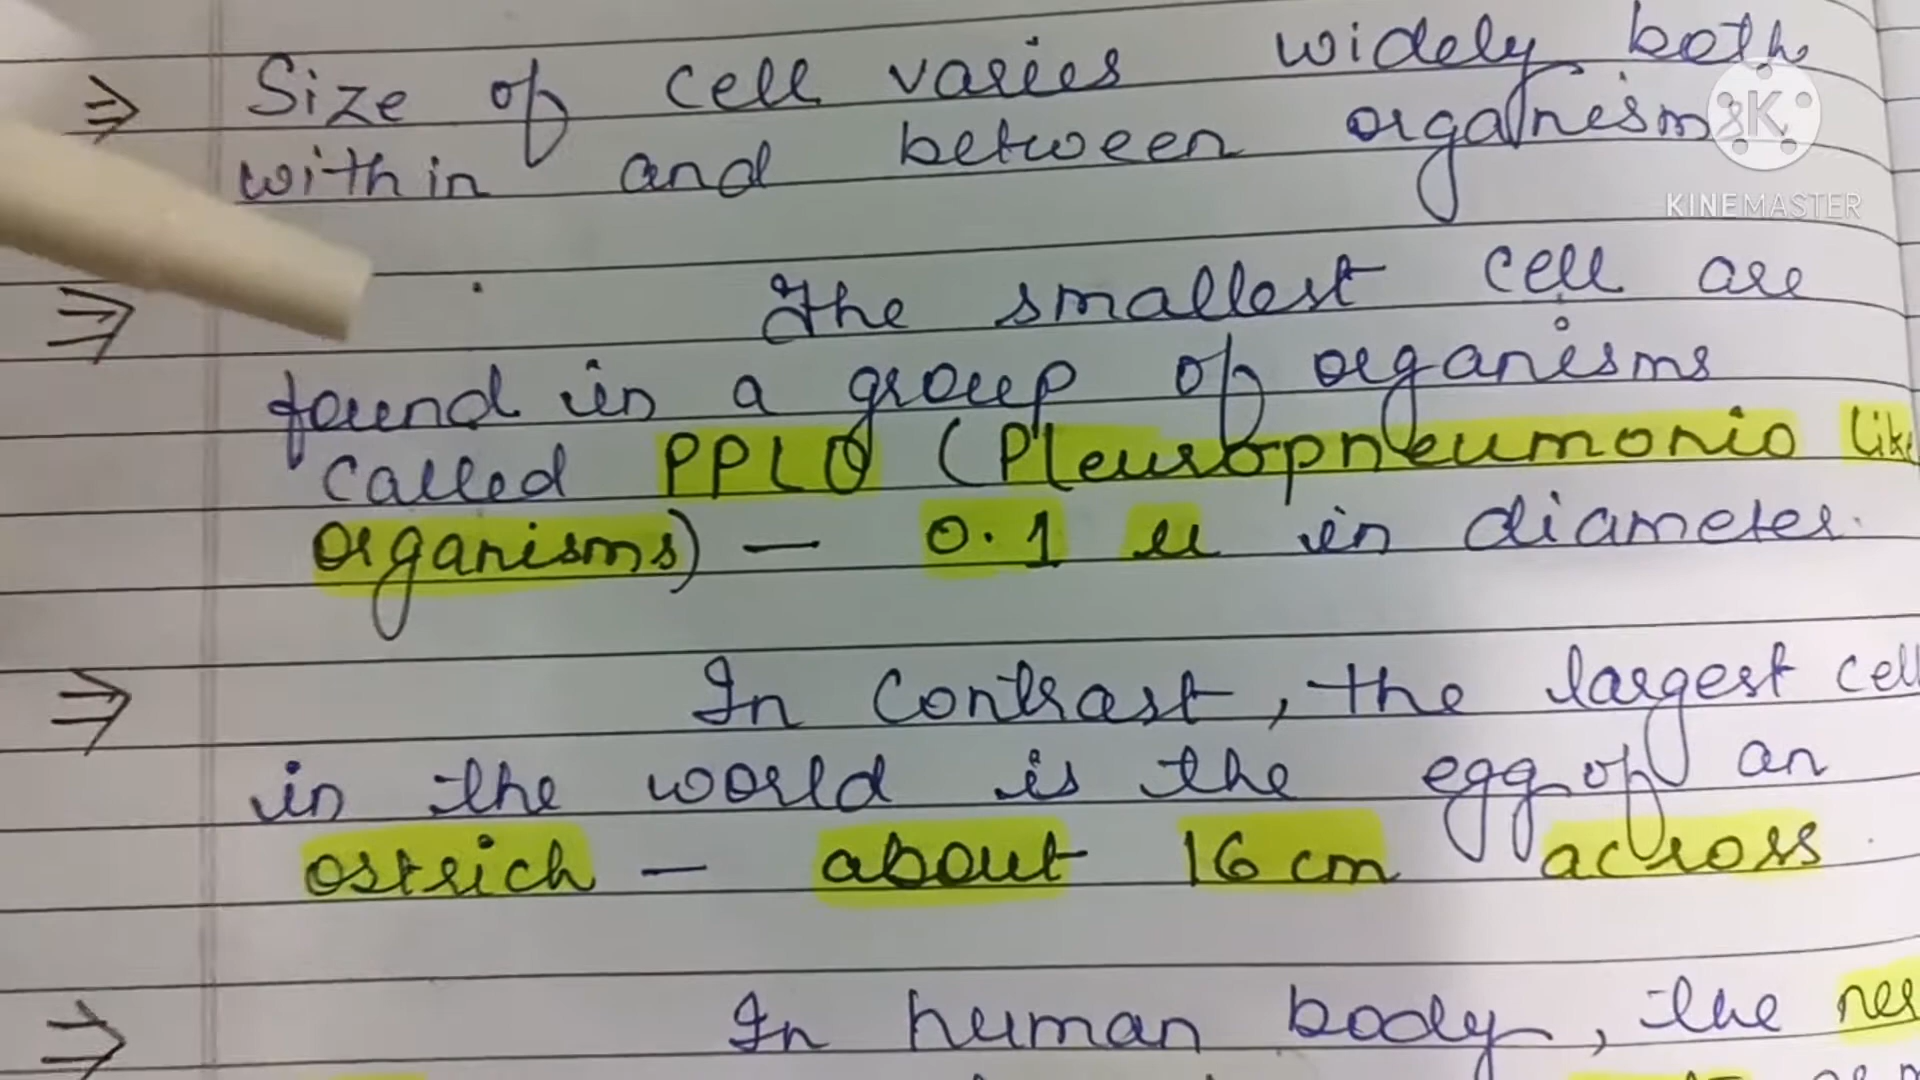 ⇒ Size of cell varies widely both
within and between organisms.
KINEMASTER
⇒ The smallest cell are
found in a group of organisms
called PPLO (Pleuropneumonio like
organisms) — 0.1 u in diameter.
⇒ In contrast, the largest cell
in the world is the egg of an
ostrich — about 16 cm across.
⇒ In human body, the